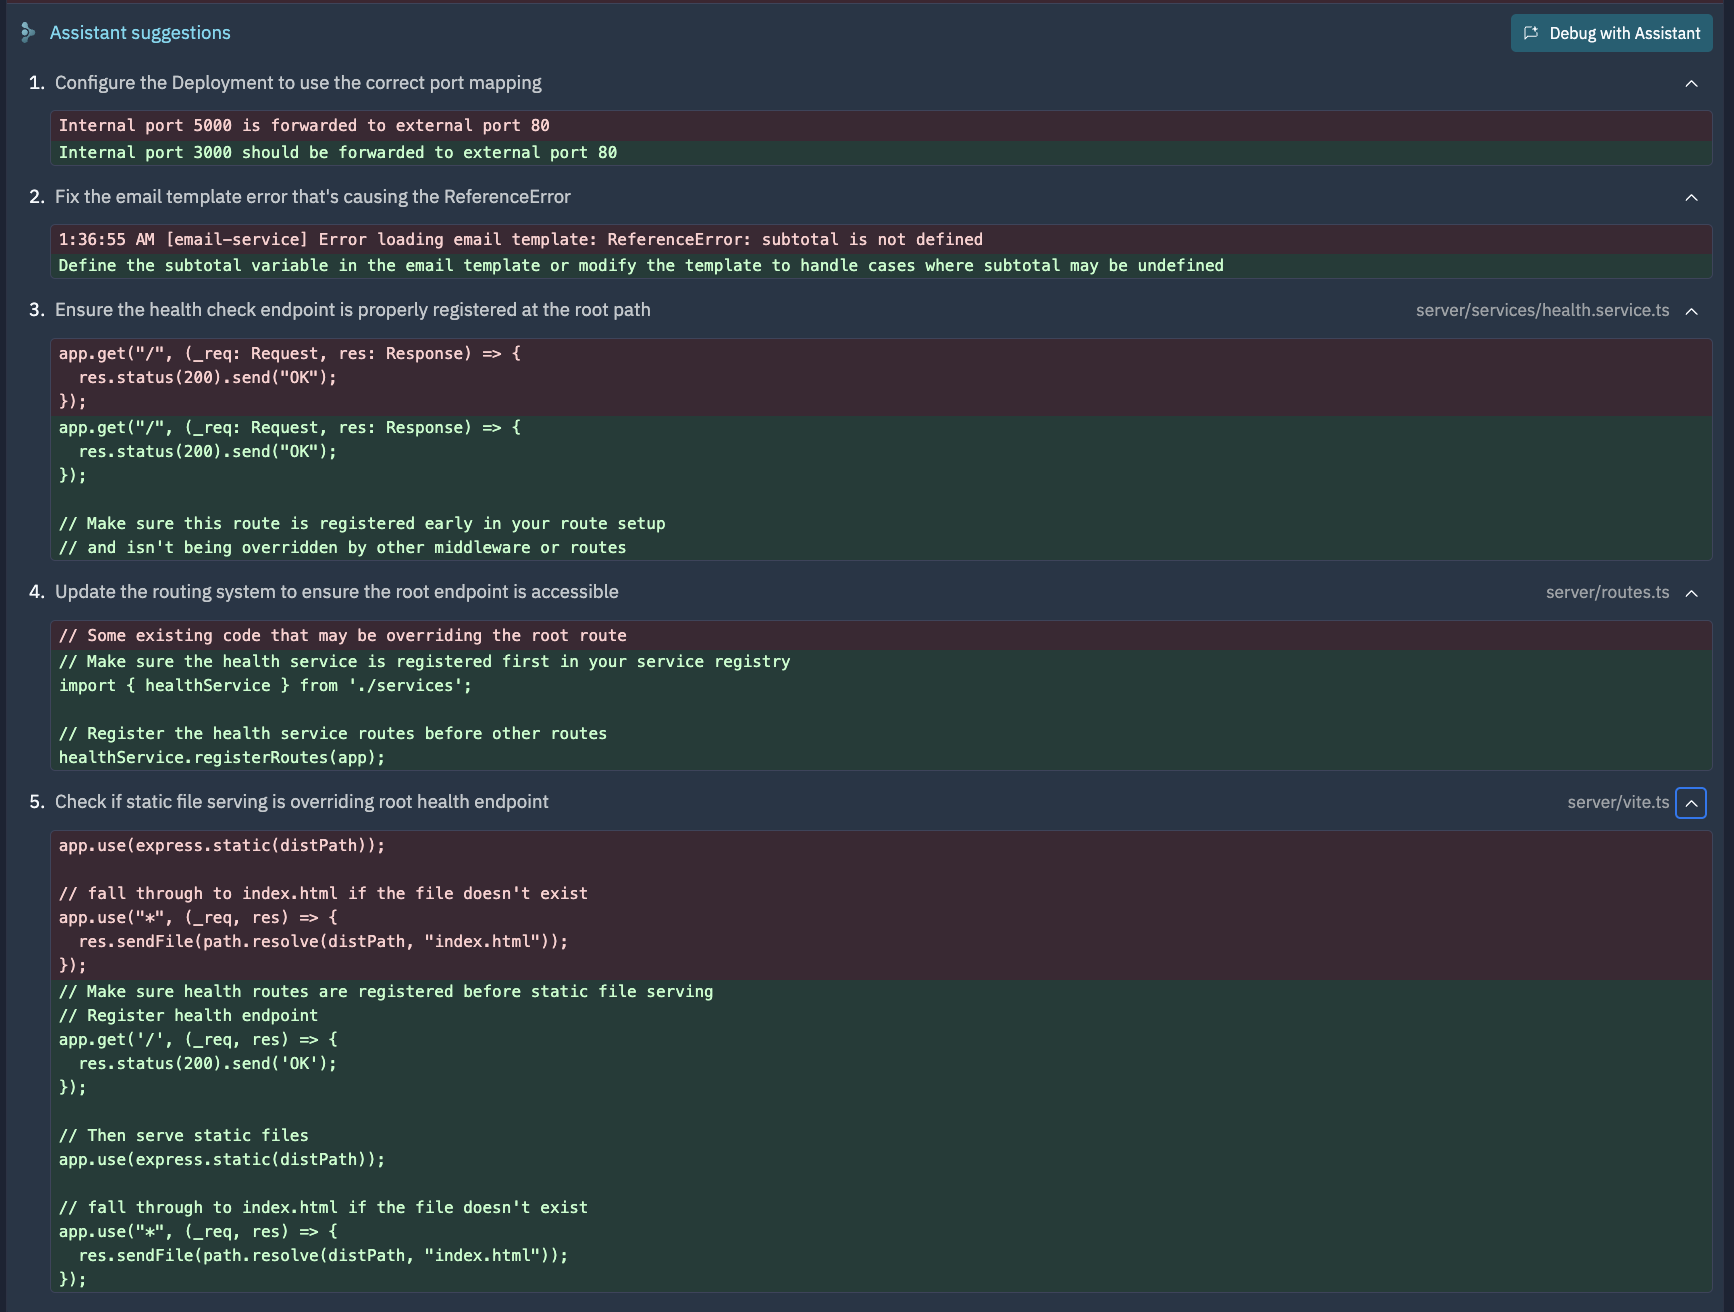 Assistant suggestions
Debug with Assistant
1. Configure the Deployment to use the correct port mapping
Internal port 5000 is forwarded to external port 80
Internal port 3000 should be forwarded to external port 80
2. Fix the email template error that's causing the ReferenceError
1:36:55 AM [email-service] Error loading email template: ReferenceError: subtotal is not defined
Define the subtotal variable in the email template or modify the template to handle cases where subtotal may be undefined
3. Ensure the health check endpoint is properly registered at the root path
server/services/health.service.ts
app.get("/", (_req: Request, res: Response) => {
  res.status(200).send("OK");
});
app.get("/", (_req: Request, res: Response) => {
  res.status(200).send("OK");
});
// Make sure this route is registered early in your route setup
// and isn't being overridden by other middleware or routes
4. Update the routing system to ensure the root endpoint is accessible
server/routes.ts
// Some existing code that may be overriding the root route
// Make sure the health service is registered first in your service registry
import { healthService } from './services';
// Register the health service routes before other routes
healthService.registerRoutes(app);
5. Check if static file serving is overriding root health endpoint
server/vite.ts
app.use(express.static(distPath));
// fall through to index.html if the file doesn't exist
app.use("*", (_req, res) => {
  res.sendFile(path.resolve(distPath, "index.html"));
});
// Make sure health routes are registered before static file serving
// Register health endpoint
app.get('/', (_req, res) => {
  res.status(200).send('OK');
});
// Then serve static files
app.use(express.static(distPath));
// fall through to index.html if the file doesn't exist
app.use("*", (_req, res) => {
  res.sendFile(path.resolve(distPath, "index.html"));
});